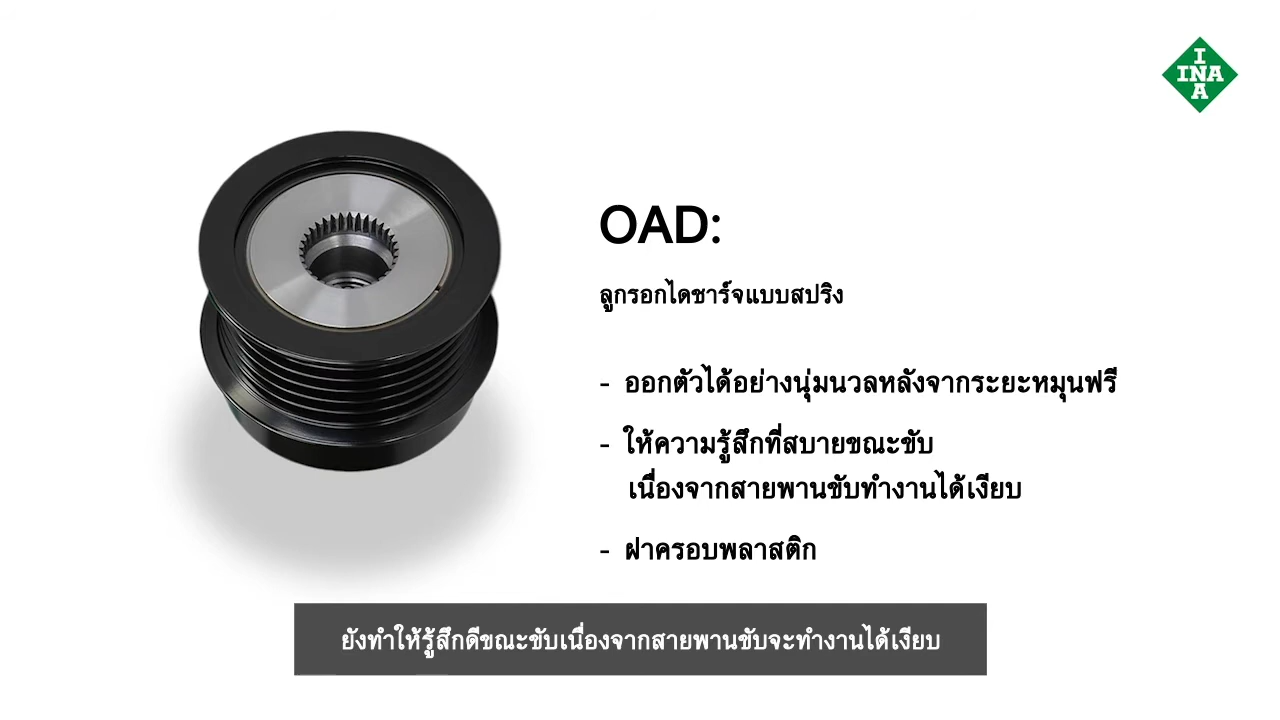 I
INA
A
OAD:
ลูกรอกไดชาร์จแบบสปริง
- ออกตัวได้อย่างนุ่มนวลหลังจากระยะหมุนฟรี
- ให้ความรู้สึกที่สบายขณะขับ
เนื่องจากสายพานขับทำงานได้เงียบ
- ฝาครอบพลาสติก
ยังทำให้รู้สึกดีขณะขับเนื่องจากสายพานขับจะทำงานได้เงียบ